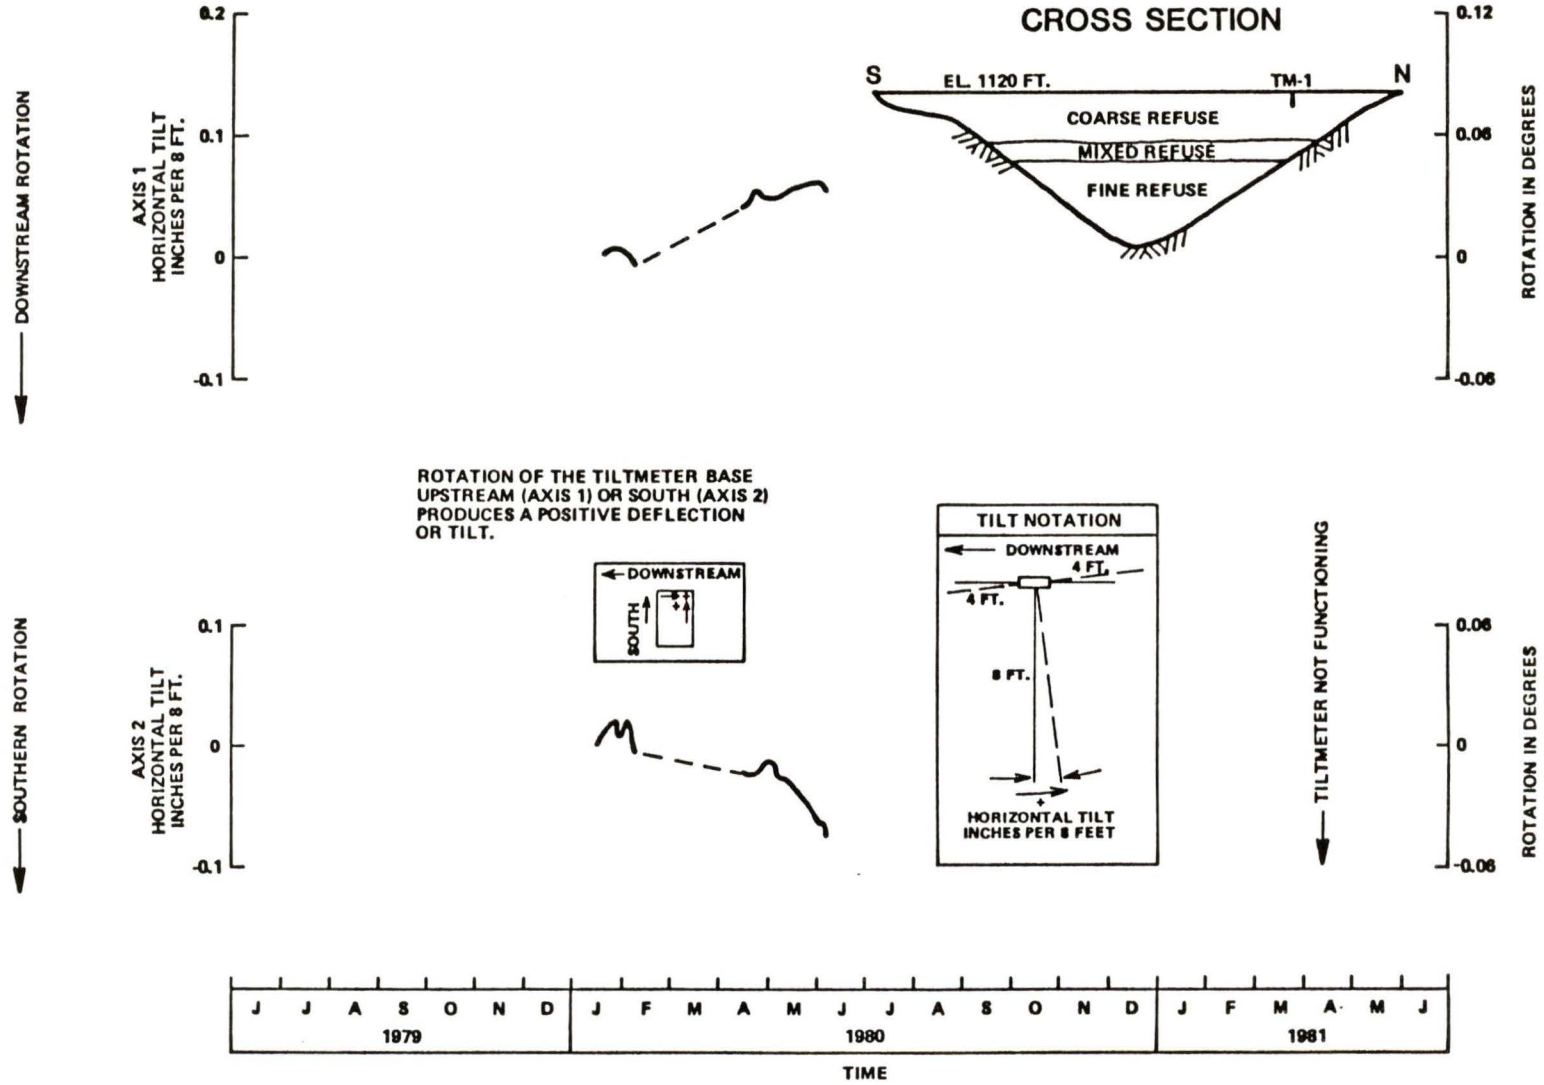 CROSS SECTION
S
EL. 1120 FT.
TM-1
N
COARSE REFUSE
MIXED REFUSE
FINE REFUSE
DOWNSTREAM ROTATION
AXIS 1
HORIZONTAL TILT
INCHES PER 8 FT.
0.2
0.1
0
-0.1
0.12
0.06
0
-0.06
ROTATION IN DEGREES
ROTATION OF THE TILTMETER BASE
UPSTREAM (AXIS 1) OR SOUTH (AXIS 2)
PRODUCES A POSITIVE DEFLECTION
OR TILT.
DOWNSTREAM
SOUTH
+
+
TILT NOTATION
DOWNSTREAM
4 FT.
4 FT.
8 FT.
+
HORIZONTAL TILT
INCHES PER 8 FEET
TILTMETER NOT FUNCTIONING
SOUTHERN ROTATION
AXIS 2
HORIZONTAL TILT
INCHES PER 8 FT.
0.1
0
-0.1
0.06
0
-0.06
ROTATION IN DEGREES
J J A S O N D J F M A M J J A S O N D J F M A M J
1979 1980 1981
TIME